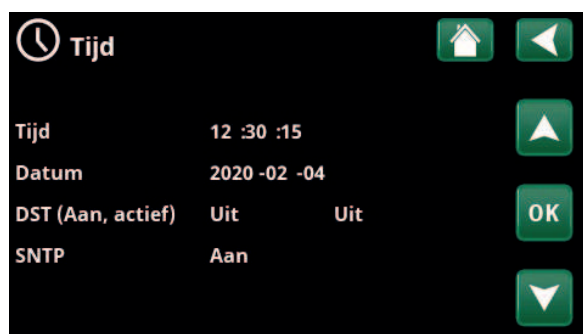 Tijd
Tijd 12 :30 :15
Datum 2020 -02 -04
DST (Aan, actief) Uit Uit
OK
SNTP Aan